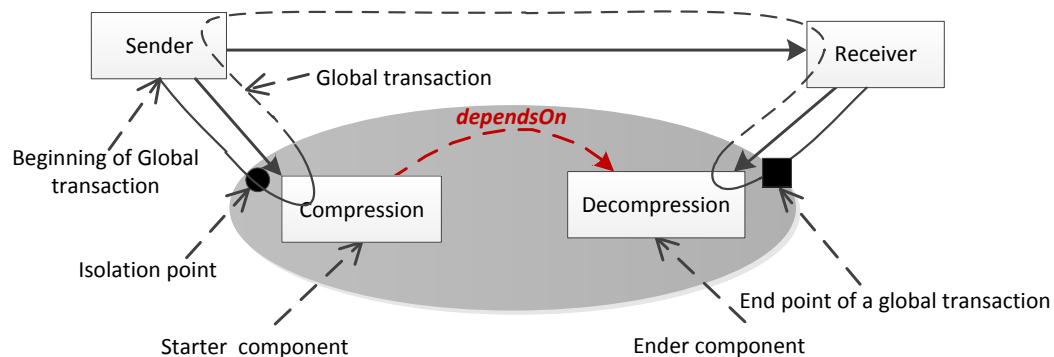 Sender
Receiver
Global transaction
dependsOn
Beginning of Global
transaction
Compression
Decompression
Isolation point
End point of a global transaction
Starter component
Ender component